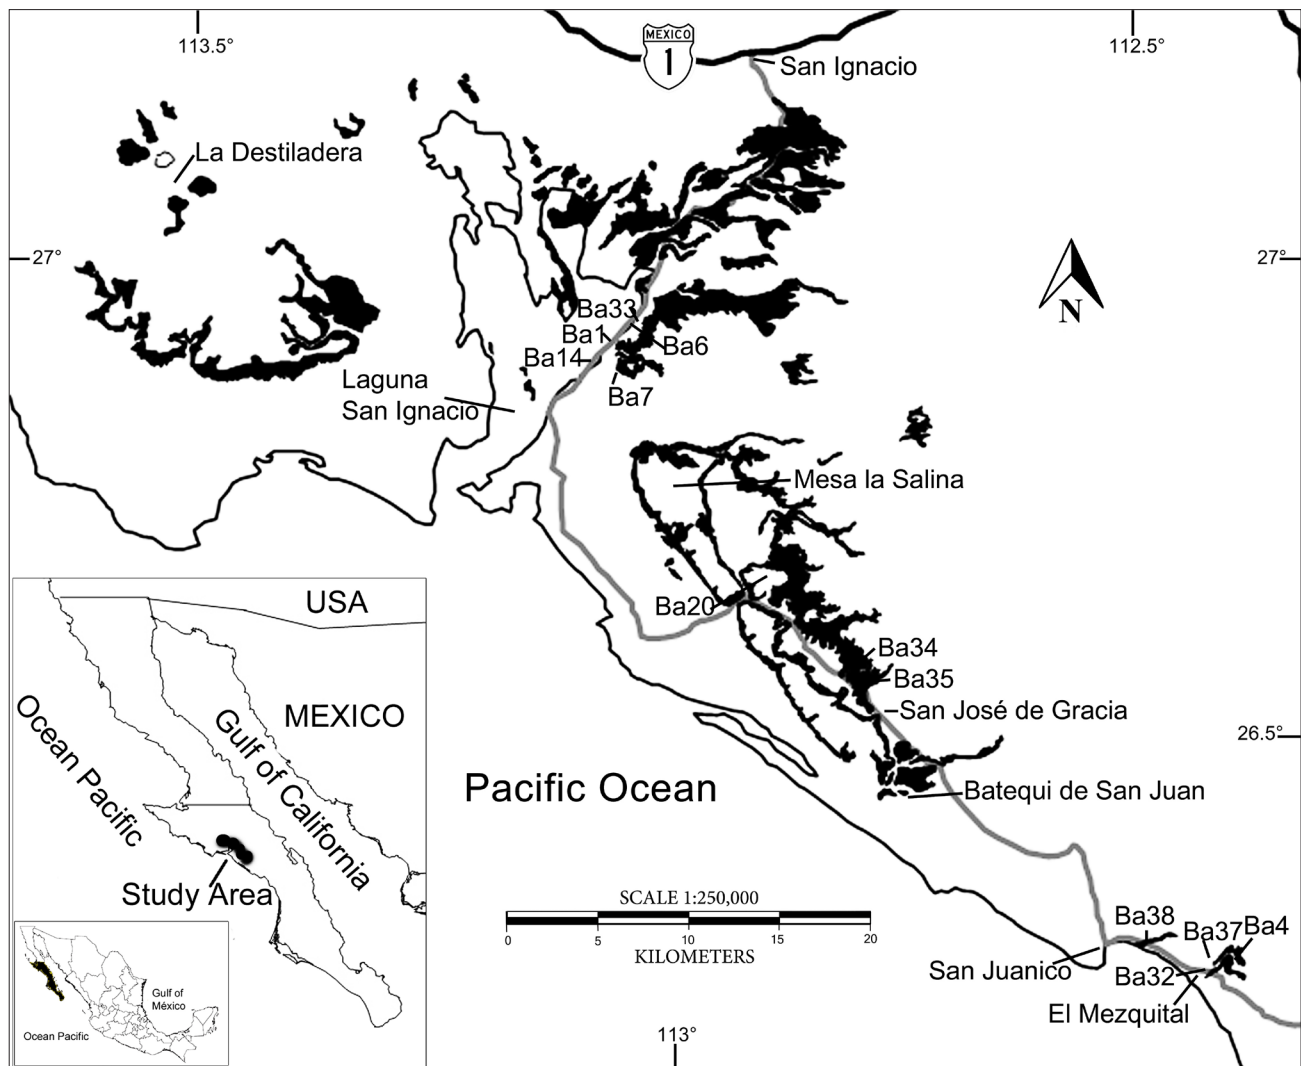 113.5°
MEXICO
1
112.5°
San Ignacio
La Destiladera
27°
27°
N
Ba33
Ba1
Ba6
Ba14
Ba7
Laguna
San Ignacio
Mesa la Salina
Ba20
Ba34
Ba35
San José de Gracia
26.5°
Pacific Ocean
Batequi de San Juan
SCALE 1:250,000
0 5 10 15 20
KILOMETERS
Ba38
Ba37
Ba4
San Juanico
Ba32
El Mezquital
113°
USA
MEXICO
Ocean Pacific
Gulf of California
Study Area
Gulf of
México
Ocean Pacific